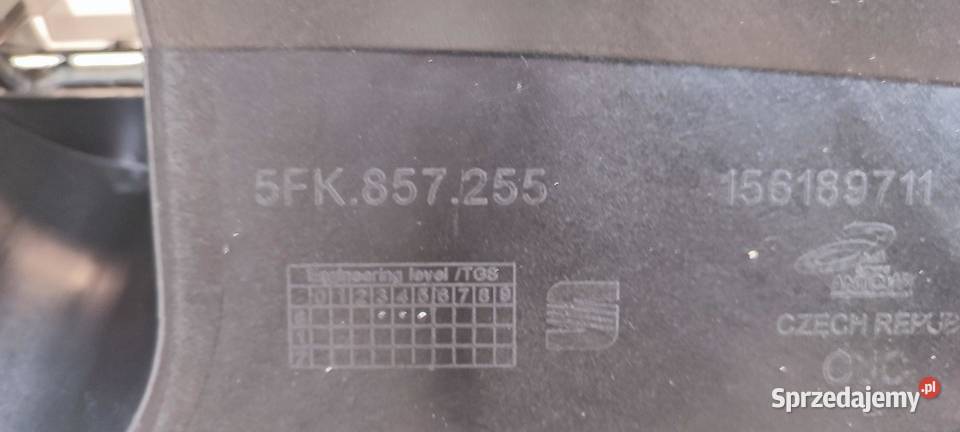 5FK.857.255
156189711
Engineering level /TGS
0 1 2 3 4 5 6 7 8 9
CZECH REPUB
Sprzedajemy.pl